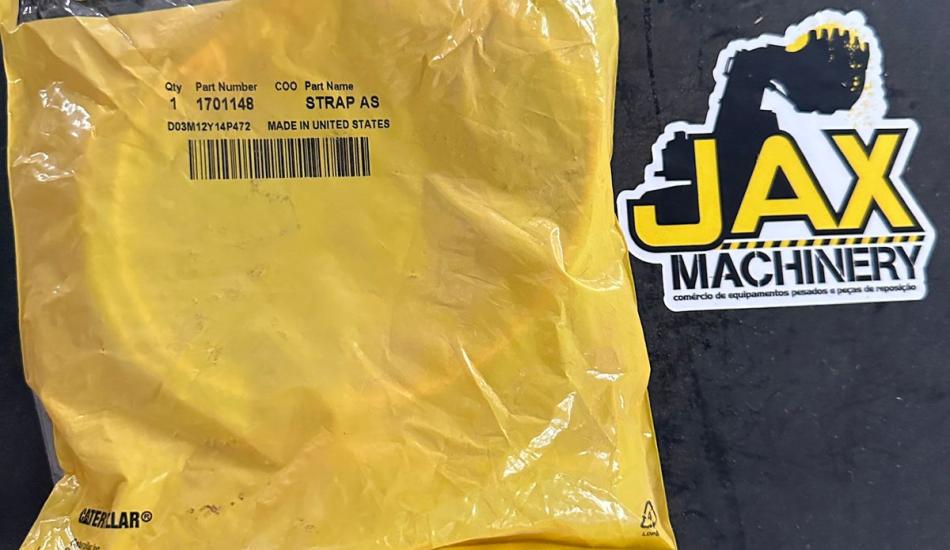 Qty Part Number COO Part Name
1 1701148 STRAP AS
D03M12Y14P472 MADE IN UNITED STATES
JAX
MACHINERY
comércio de equipamentos pesados e peças de reposição
CATERPILLAR®